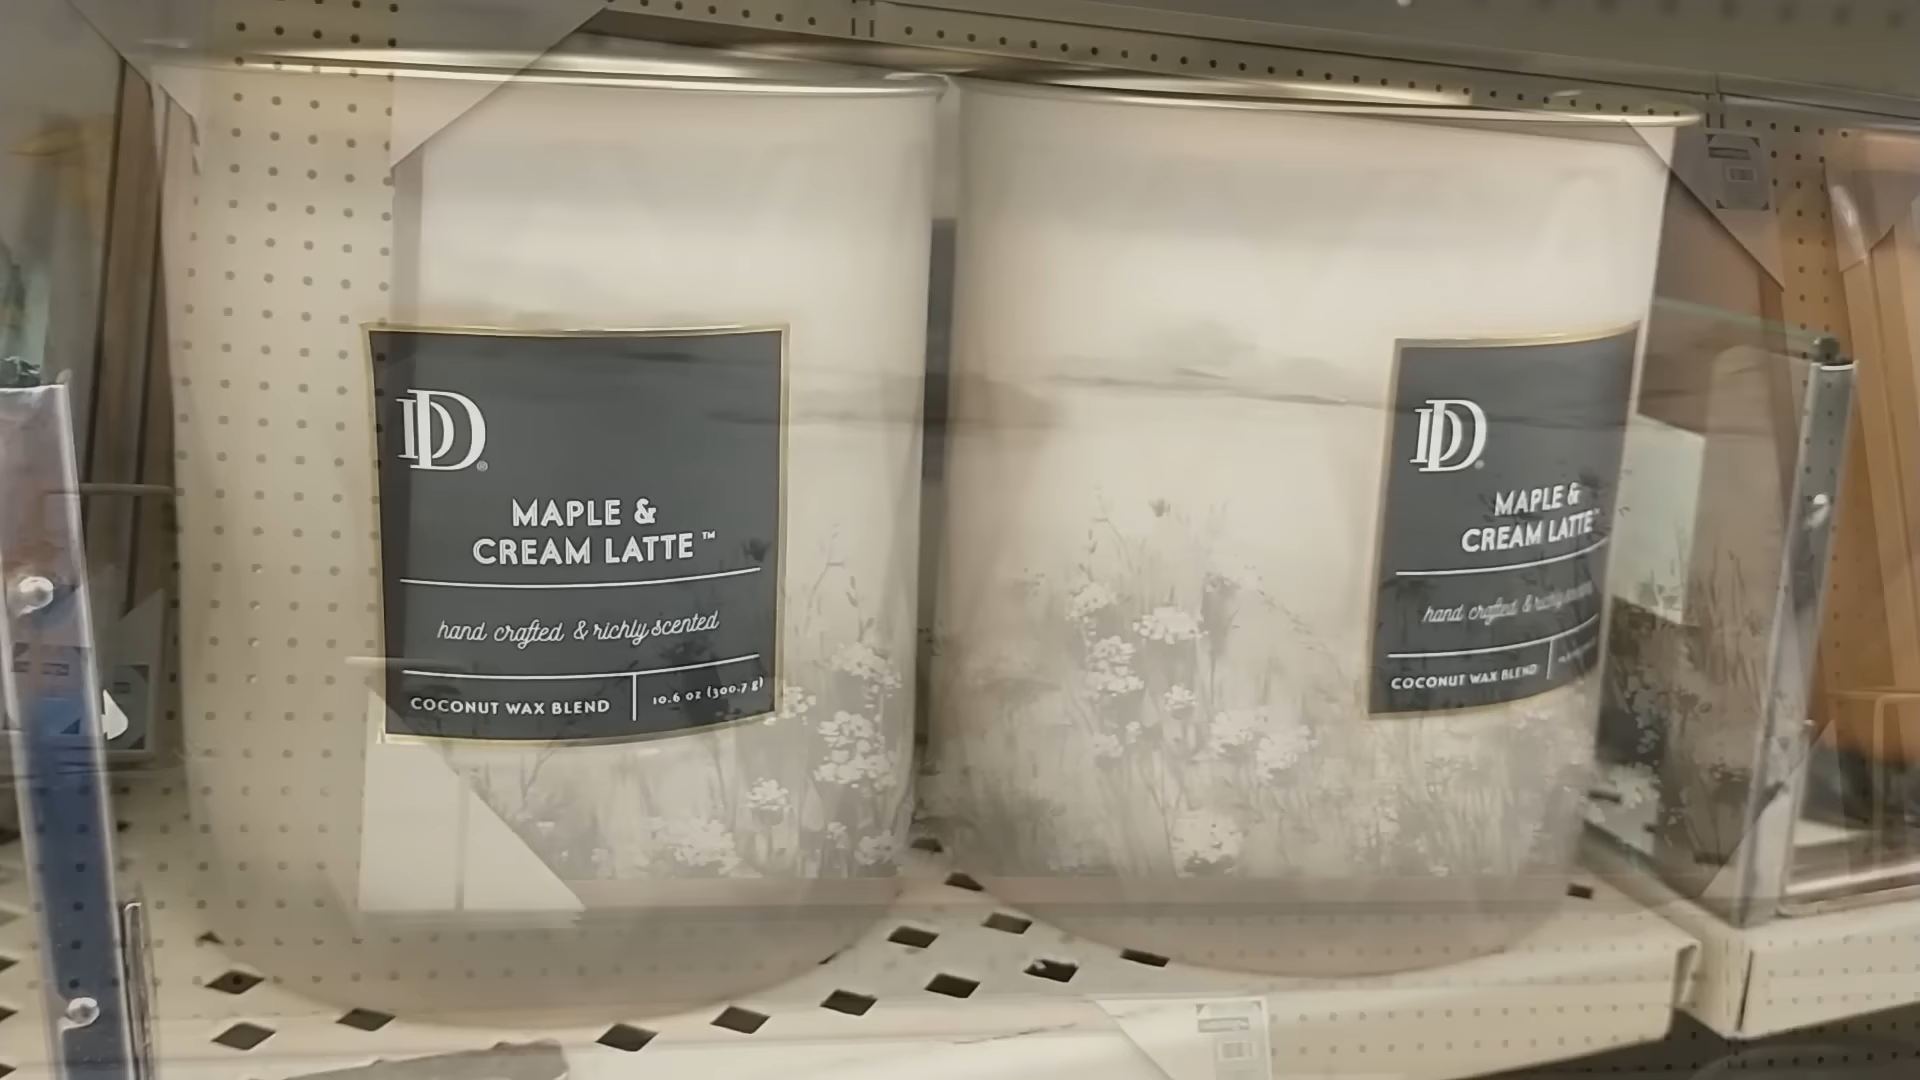 DD®
MAPLE &
CREAM LATTE™
hand crafted & richly scented
COCONUT WAX BLEND
10.6 oz (300.7 g)
DD
MAPLE &
CREAM LATTE™
hand crafted & richly
COCONUT WAX BLEND